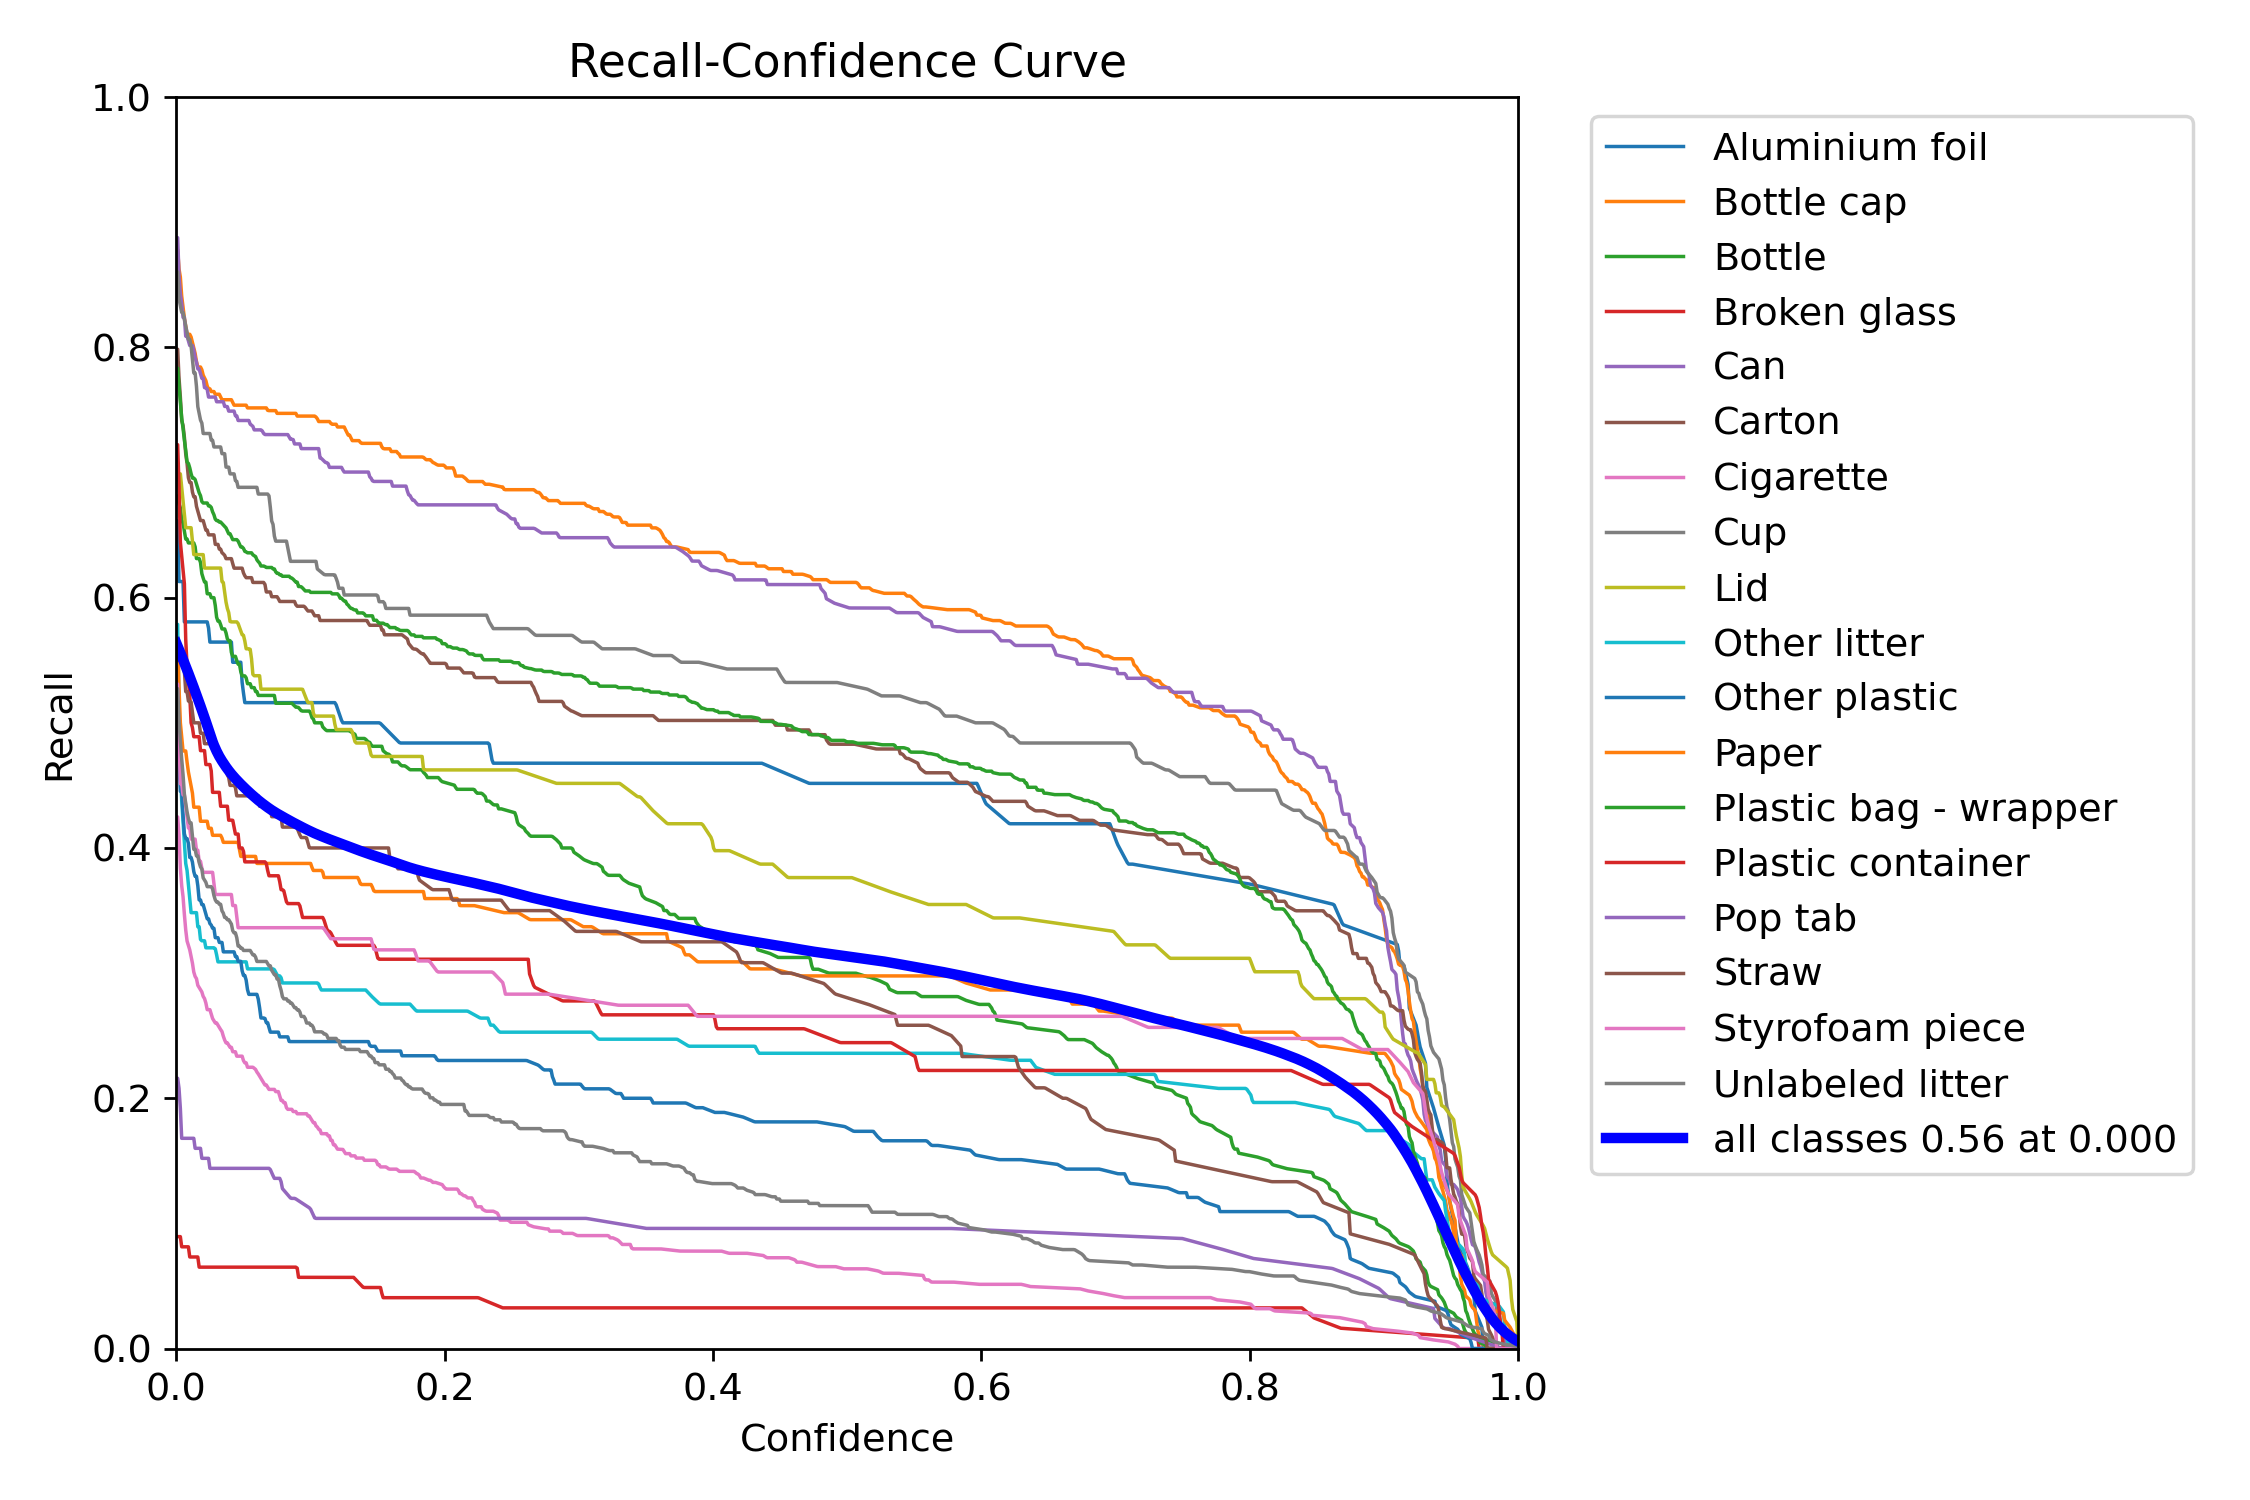 Recall-Confidence Curve
1.0
0.8
0.6
0.4
0.2
0.0
Recall
0.0 0.2 0.4 0.6 0.8 1.0
Confidence
Aluminium foil
Bottle cap
Bottle
Broken glass
Can
Carton
Cigarette
Cup
Lid
Other litter
Other plastic
Paper
Plastic bag - wrapper
Plastic container
Pop tab
Straw
Styrofoam piece
Unlabeled litter
all classes 0.56 at 0.000